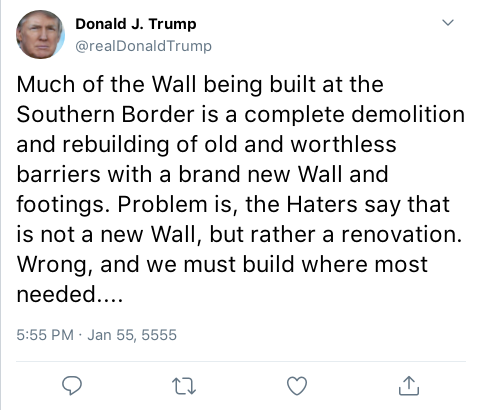 Donald J. Trump
@realDonaldTrump
Much of the Wall being built at the
Southern Border is a complete demolition
and rebuilding of old and worthless
barriers with a brand new Wall and
footings. Problem is, the Haters say that
is not a new Wall, but rather a renovation.
Wrong, and we must build where most
needed....
5:55 PM · Jan 55, 5555